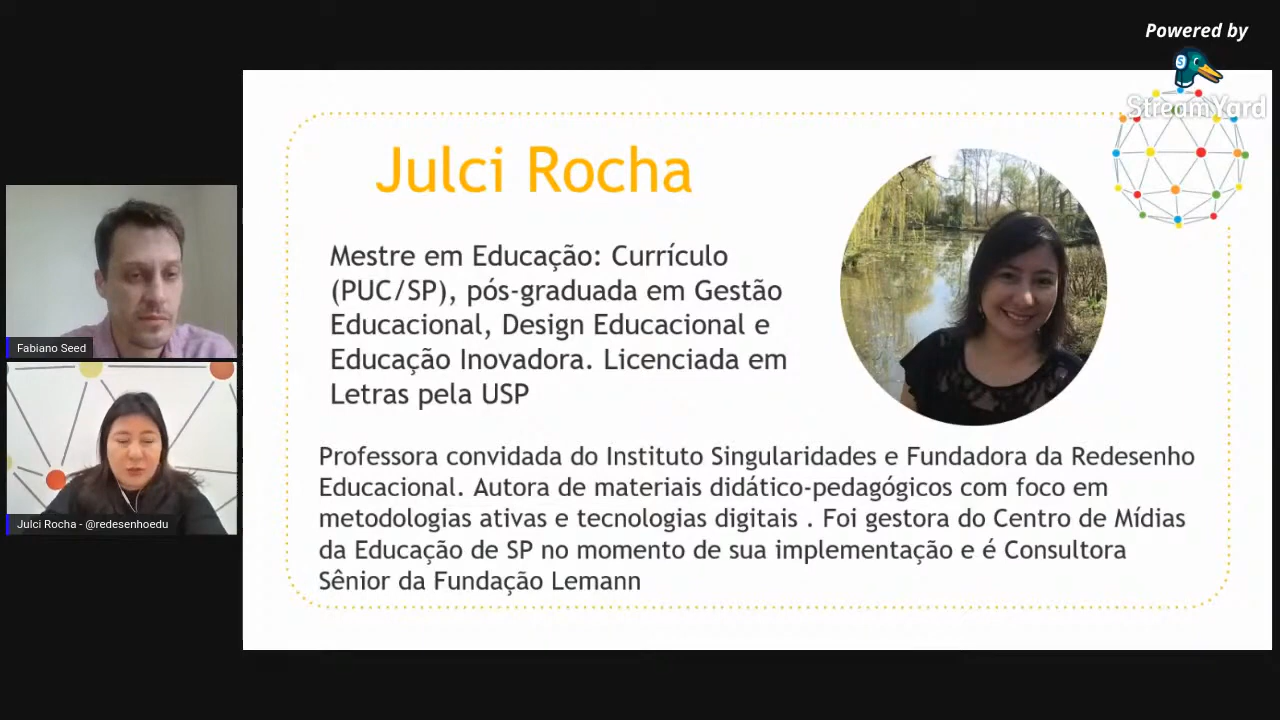 Powered by
StreamYard
Julci Rocha
Mestre em Educação: Currículo
(PUC/SP), pós-graduada em Gestão
Educacional, Design Educacional e
Educação Inovadora. Licenciada em
Letras pela USP
Professora convidada do Instituto Singularidades e Fundadora da Redesenho
Educacional. Autora de materiais didático-pedagógicos com foco em
metodologias ativas e tecnologias digitais . Foi gestora do Centro de Mídias
da Educação de SP no momento de sua implementação e é Consultora
Sênior da Fundação Lemann
Fabiano Seed
Julci Rocha - @redesenhoedu